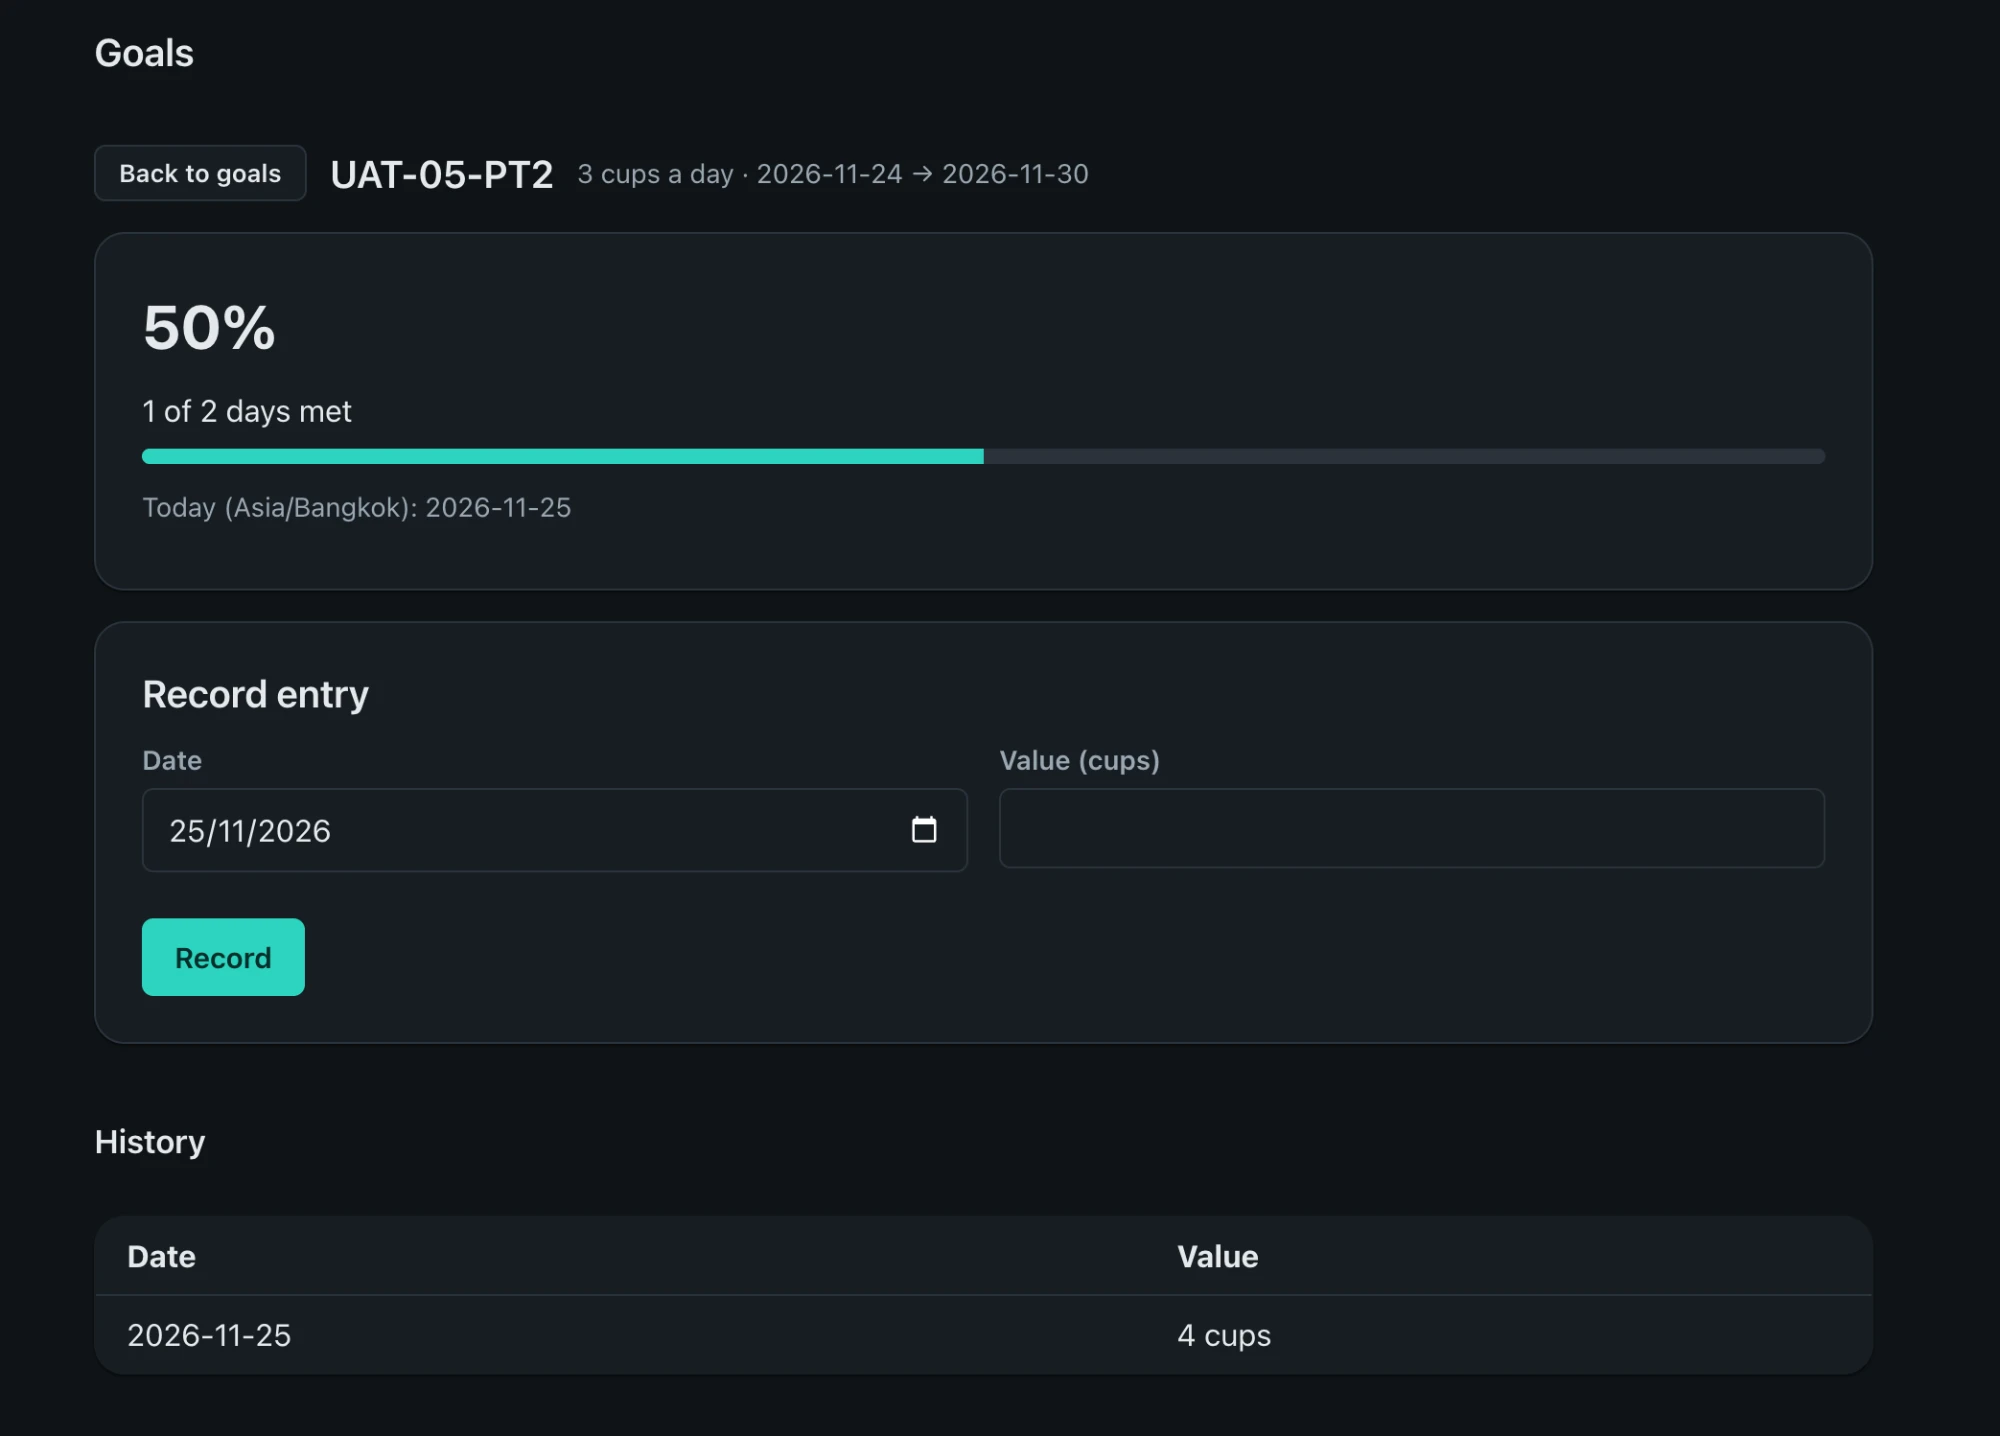 Goals
Back to goals UAT-05-PT2 3 cups a day · 2026-11-24 → 2026-11-30
50%
1 of 2 days met
Today (Asia/Bangkok): 2026-11-25
Record entry
Date Value (cups)
25/11/2026
Record
History
Date Value
2026-11-25 4 cups